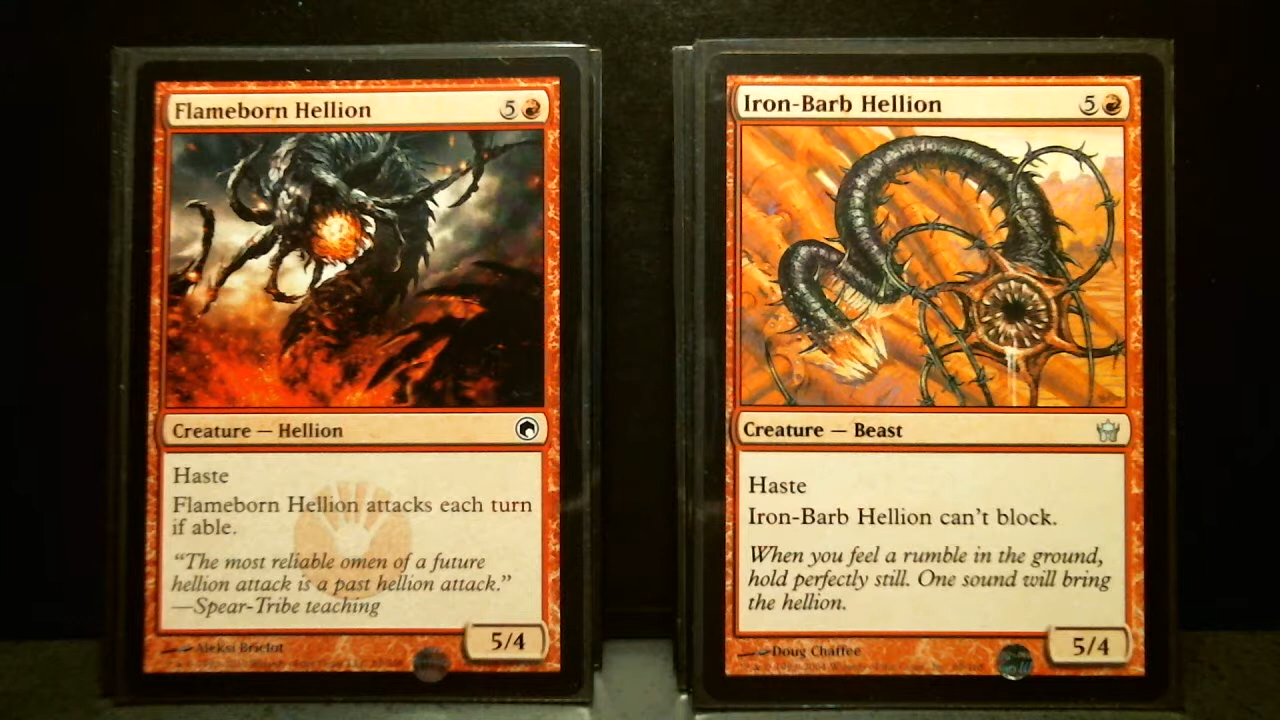 Flameborn Hellion 5
Creature — Hellion
Haste
Flameborn Hellion attacks each turn
if able.
“The most reliable omen of a future
hellion attack is a past hellion attack.”
—Spear-Tribe teaching
5/4
Aleksi Briclot
Iron-Barb Hellion 5
Creature — Beast
Haste
Iron-Barb Hellion can't block.
When you feel a rumble in the ground,
hold perfectly still. One sound will bring
the hellion.
5/4
Doug Chaffee